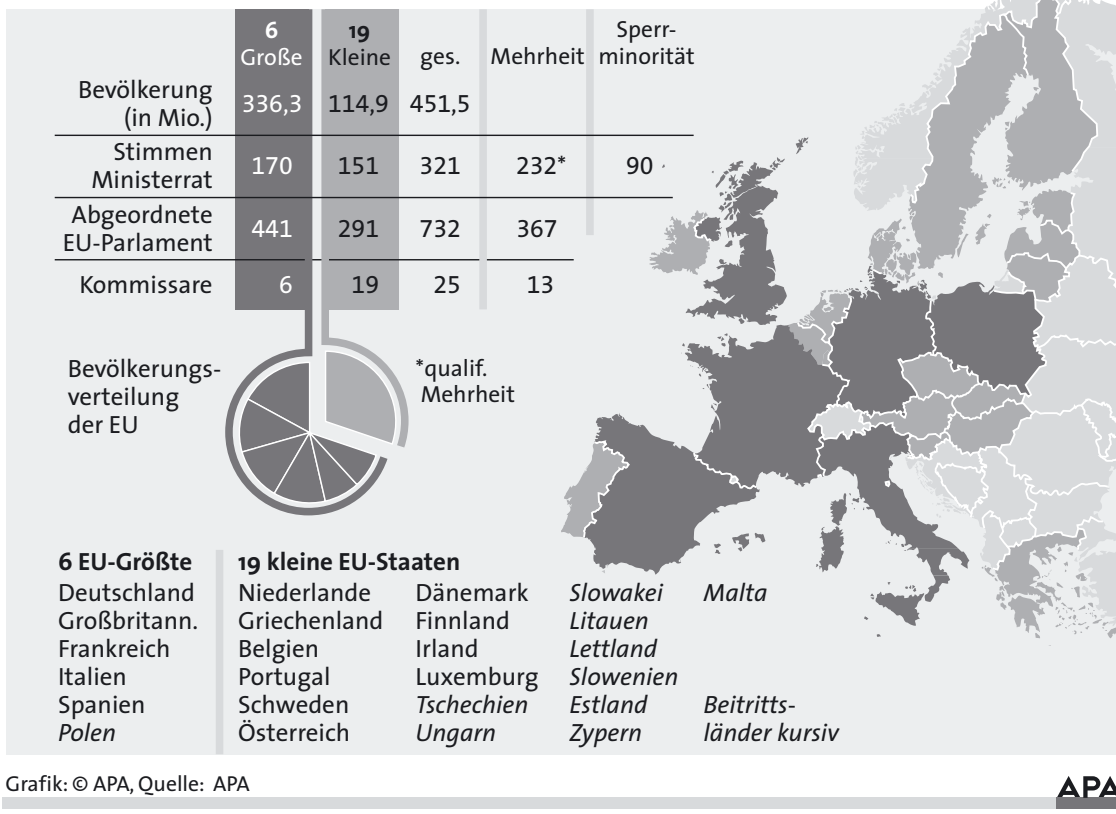 6
Große
19
Kleine
ges.
Mehrheit
Sperr-
minorität
Bevölkerung
(in Mio.)
336,3 114,9 451,5
Stimmen
Ministerrat
170 151 321 232* 90
Abgeordnete
EU-Parlament
441 291 732 367
Kommissare 6 19 25 13
Bevölkerungs-
verteilung
der EU
*qualif.
Mehrheit
6 EU-Größte
Deutschland
Großbritann.
Frankreich
Italien
Spanien
Polen
19 kleine EU-Staaten
Niederlande
Griechenland
Belgien
Portugal
Schweden
Österreich
Dänemark
Finnland
Irland
Luxemburg
Tschechien
Ungarn
Slowakei
Litauen
Lettland
Slowenien
Estland
Zypern
Malta
Beitritts-
länder kursiv
Grafik: © APA, Quelle: APA
APA